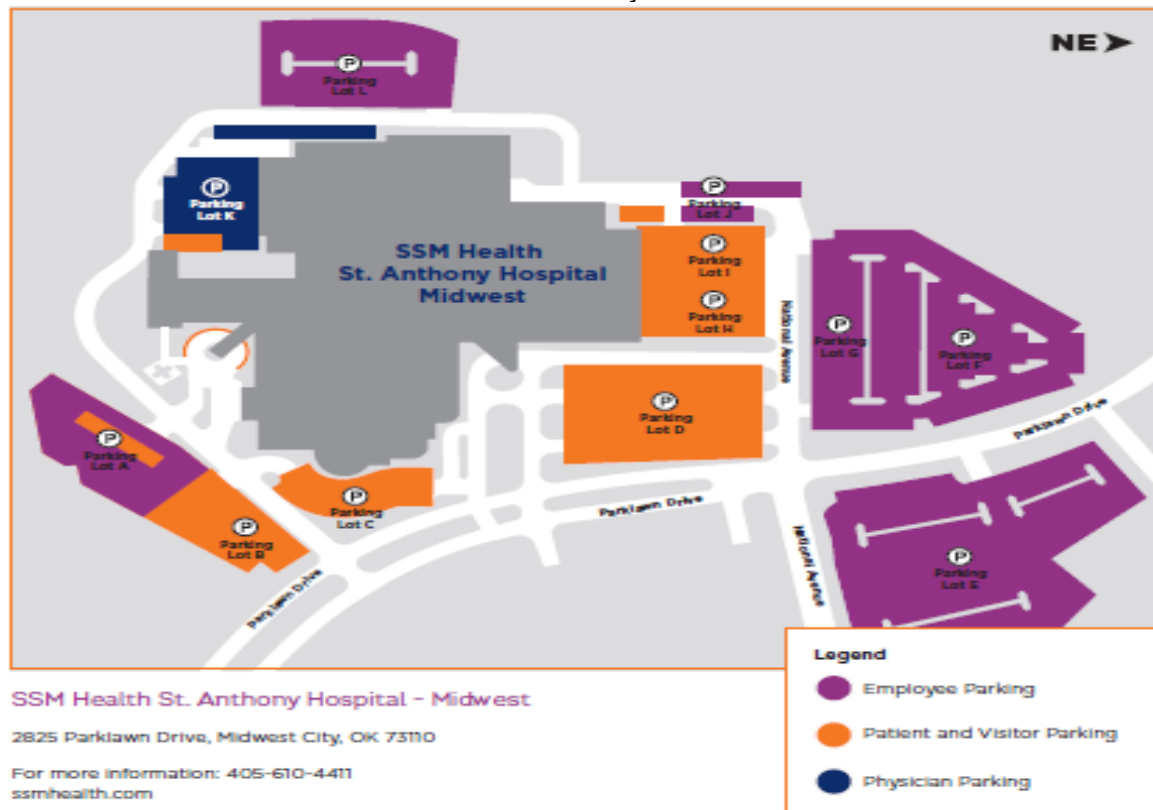 NE
P
Parking
Lot L
P
Parking
Lot K
P
Parking
Lot J
SSM Health
St. Anthony Hospital
Midwest
P
Parking
Lot I
P
Parking
Lot H
National Avenue
P
Parking
Lot G
P
Parking
Lot F
P
Parking
Lot D
Parklawn Drive
P
Parking
Lot A
P
Parking
Lot C
Parklawn Drive
P
Parking
Lot B
National Avenue
P
Parking
Lot E
Parklawn Drive
Legend
Employee Parking
Patient and Visitor Parking
Physician Parking
SSM Health St. Anthony Hospital - Midwest
2825 Parklawn Drive, Midwest City, OK 73110
For more information: 405-610-4411
ssmhealth.com